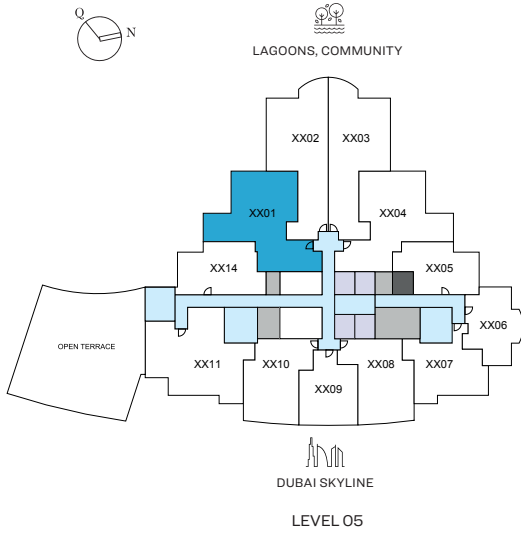 Q
N
LAGOONS, COMMUNITY
XX02
XX03
XX01
XX04
XX14
XX05
XX06
OPEN TERRACE
XX11
XX10
XX08
XX07
XX09
DUBAI SKYLINE
LEVEL 05